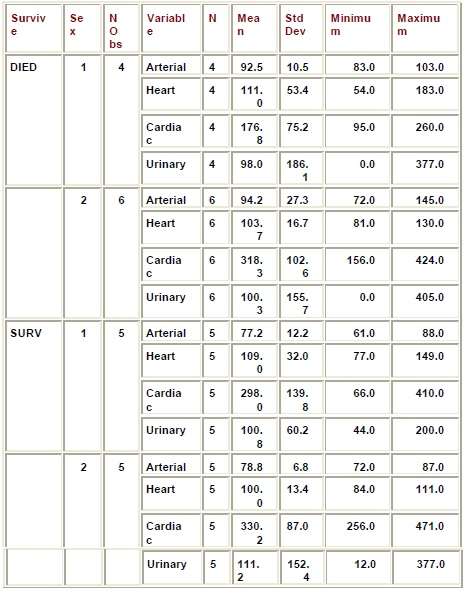 Surviv Se N Variabl N Mea Std Minimu Maximu
e x O e n Dev m m
bs
DIED 1 4 Arterial 4 92.5 10.5 83.0 103.0
Heart 4 111. 53.4 54.0 183.0
0
Cardia 4 176. 75.2 95.0 260.0
c 8
Urinary 4 98.0 186. 0.0 377.0
1
2 6 Arterial 6 94.2 27.3 72.0 145.0
Heart 6 103. 16.7 81.0 130.0
7
Cardia 6 318. 102. 156.0 424.0
c 3 6
Urinary 6 100. 155. 0.0 405.0
3 7
SURV 1 5 Arterial 5 77.2 12.2 61.0 88.0
Heart 5 109. 32.0 77.0 149.0
0
Cardia 5 298. 139. 66.0 410.0
c 0 8
Urinary 5 100. 60.2 44.0 200.0
8
2 5 Arterial 5 78.8 6.8 72.0 87.0
Heart 5 100. 13.4 84.0 111.0
0
Cardia 5 330. 87.0 256.0 471.0
c 2
Urinary 5 111. 152. 12.0 377.0
2 4